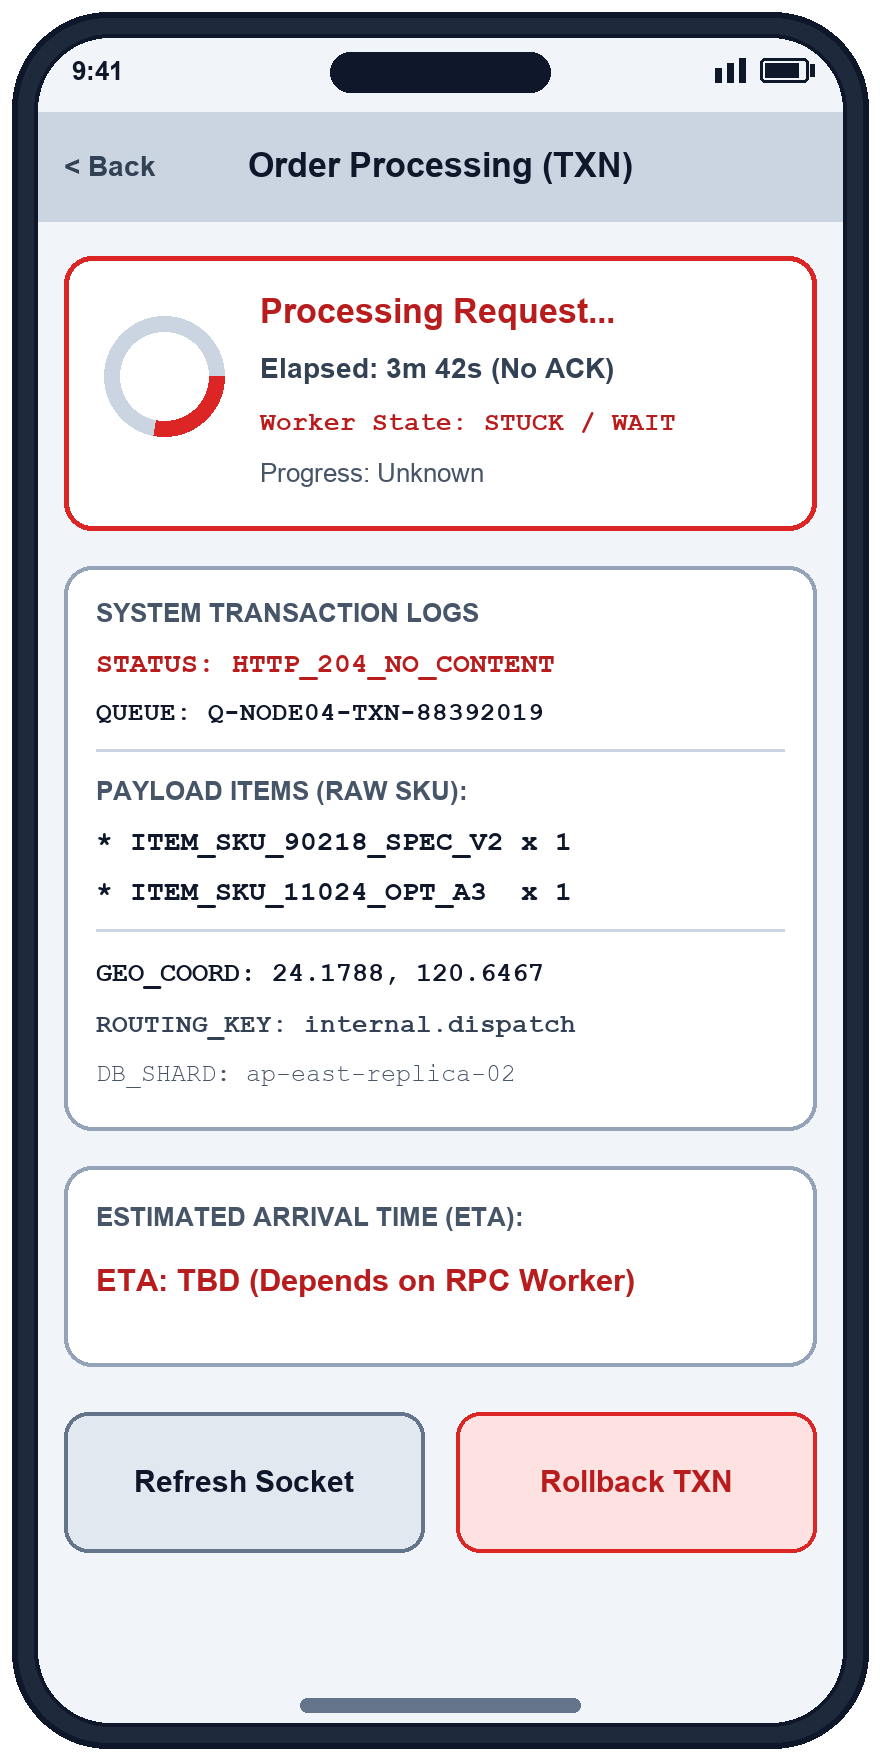 9:41
< Back
Order Processing (TXN)
Processing Request...
Elapsed: 3m 42s (No ACK)
Worker State: STUCK / WAIT
Progress: Unknown
SYSTEM TRANSACTION LOGS
STATUS: HTTP_204_NO_CONTENT
QUEUE: Q-NODE04-TXN-88392019
PAYLOAD ITEMS (RAW SKU):
* ITEM_SKU_90218_SPEC_V2 x 1
* ITEM_SKU_11024_OPT_A3  x 1
GEO_COORD: 24.1788, 120.6467
ROUTING_KEY: internal.dispatch
DB_SHARD: ap-east-replica-02
ESTIMATED ARRIVAL TIME (ETA):
ETA: TBD (Depends on RPC Worker)
Refresh Socket
Rollback TXN